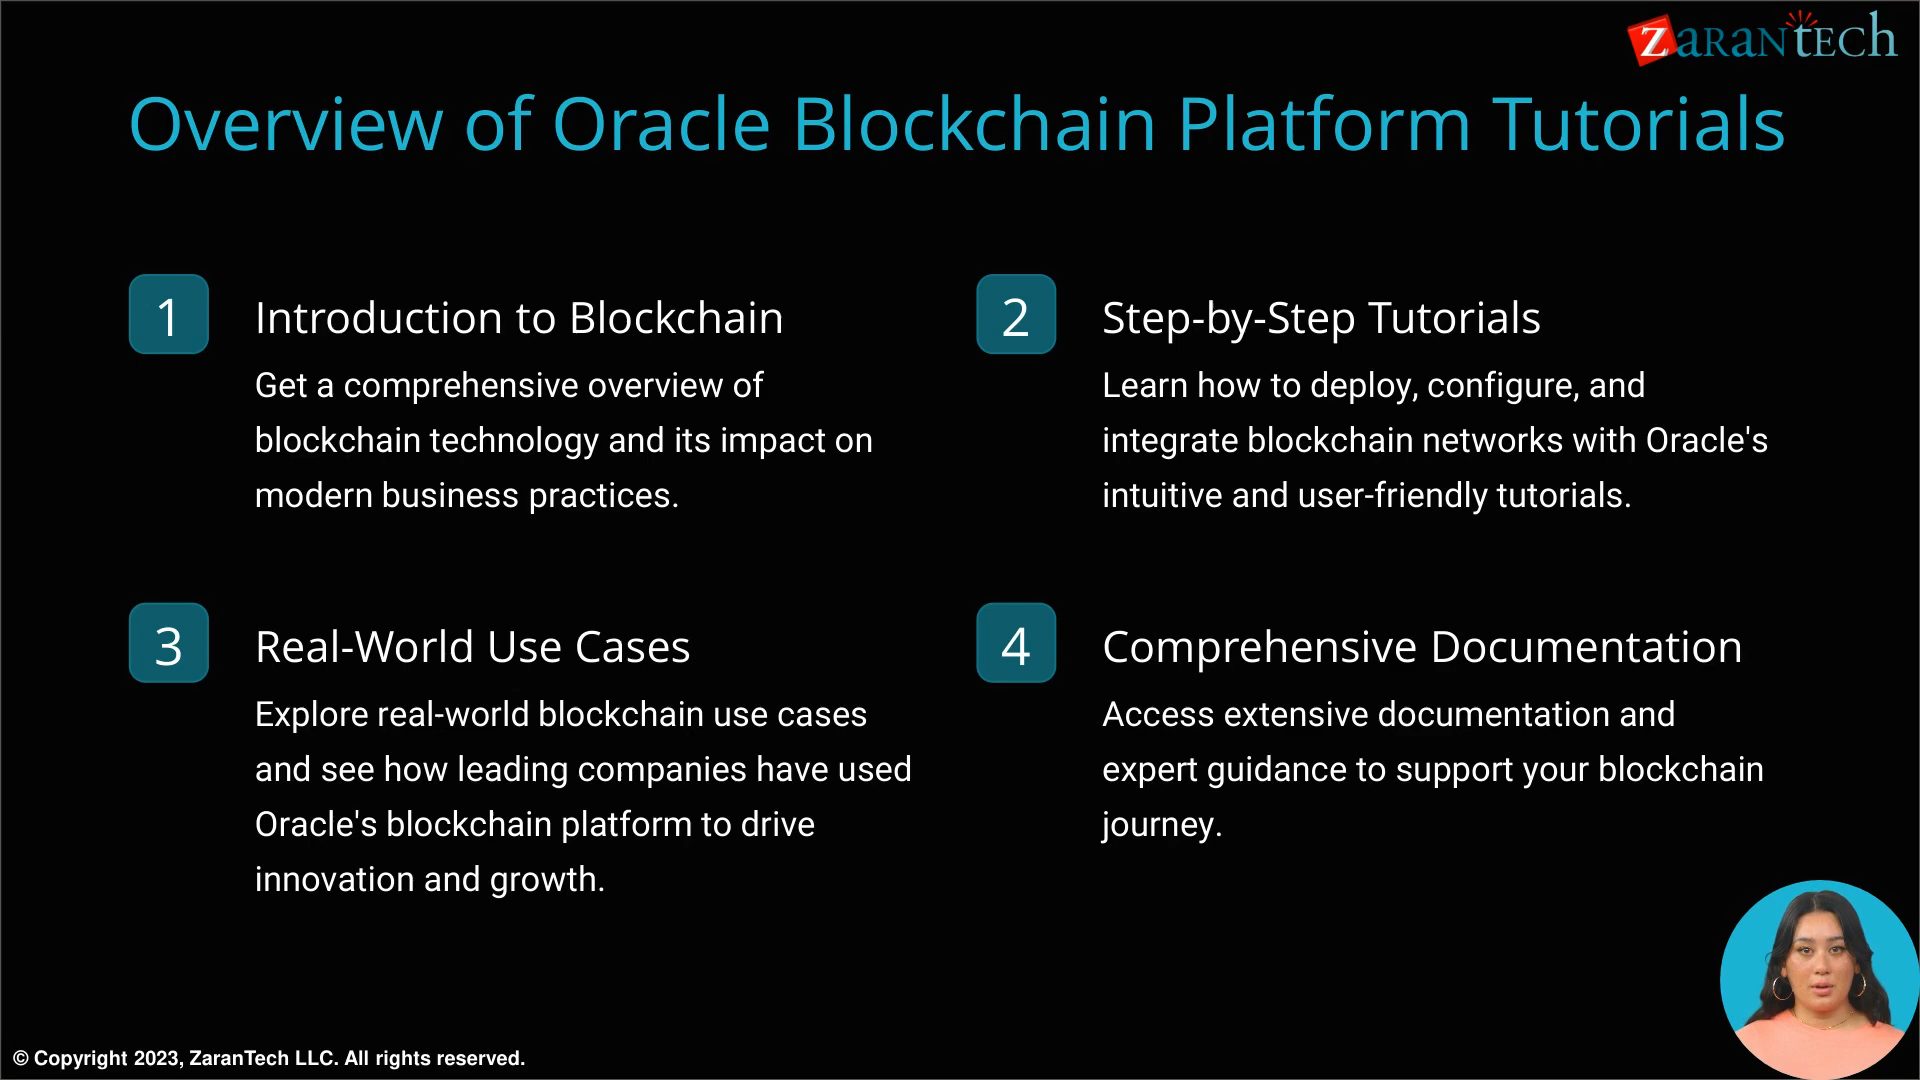 ZaranTech
Overview of Oracle Blockchain Platform Tutorials
1
Introduction to Blockchain
Get a comprehensive overview of
blockchain technology and its impact on
modern business practices.
2
Step-by-Step Tutorials
Learn how to deploy, configure, and
integrate blockchain networks with Oracle's
intuitive and user-friendly tutorials.
3
Real-World Use Cases
Explore real-world blockchain use cases
and see how leading companies have used
Oracle's blockchain platform to drive
innovation and growth.
4
Comprehensive Documentation
Access extensive documentation and
expert guidance to support your blockchain
journey.
© Copyright 2023, ZaranTech LLC. All rights reserved.